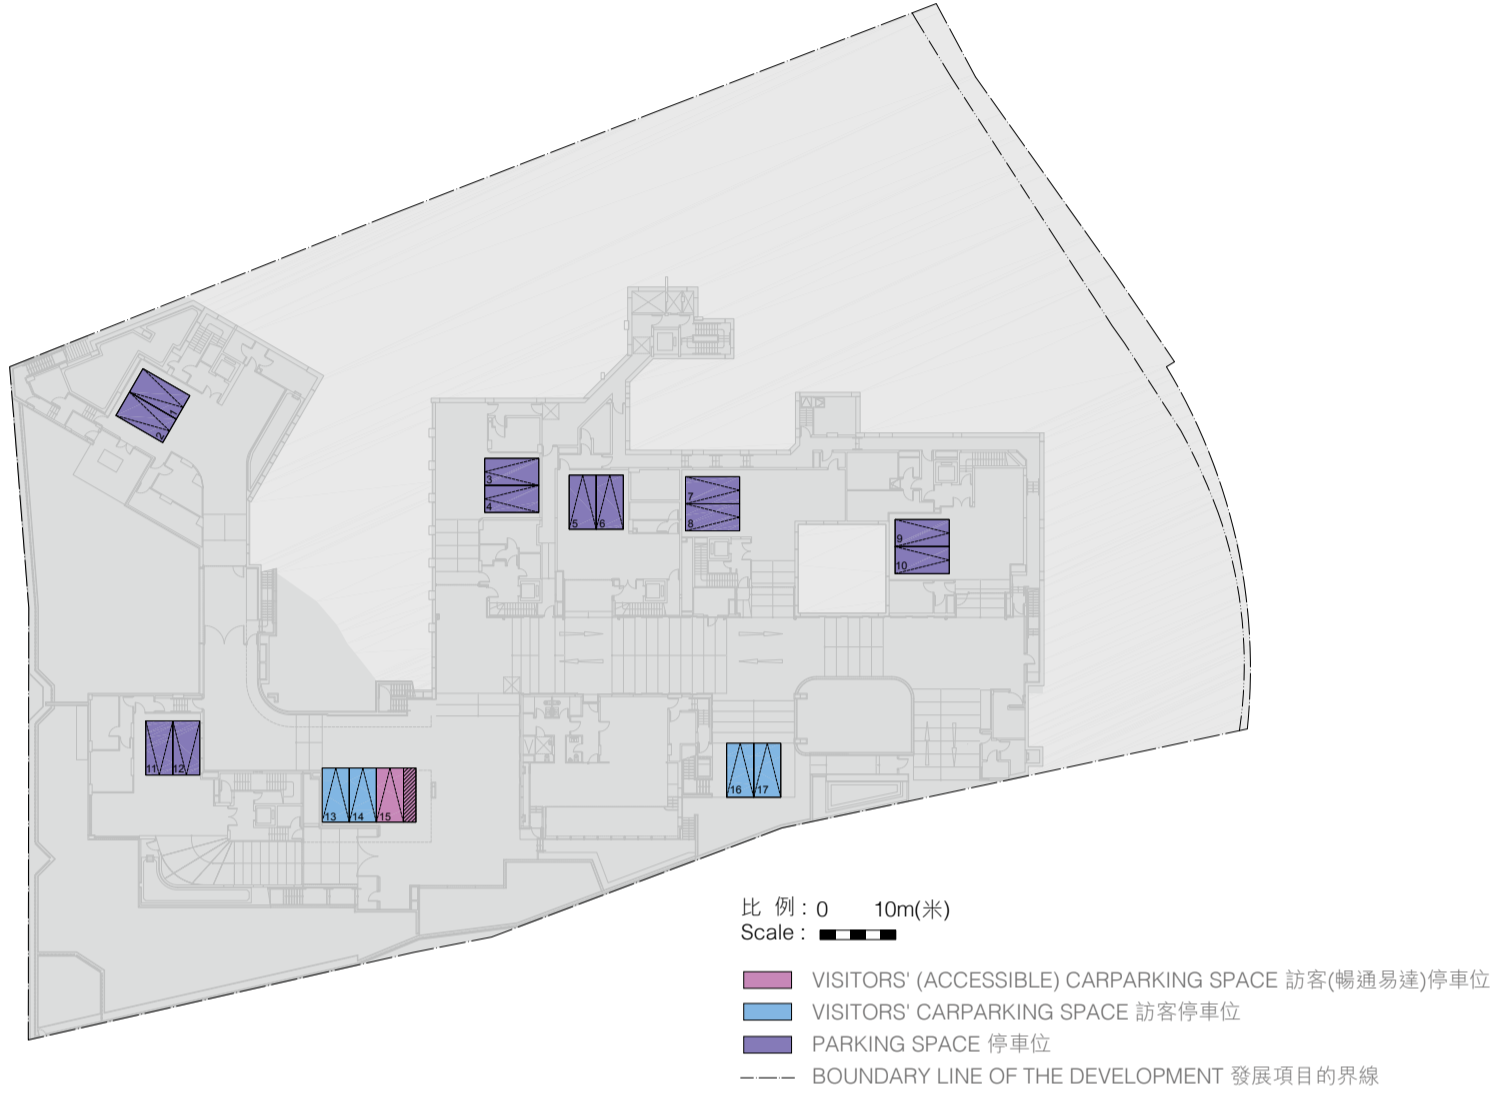 1
2
3
4
5 6
7
8
9
10
11 12
13 14 15
16 17
比 例 : 0 10m(米)
Scale :
VISITORS' (ACCESSIBLE) CARPARKING SPACE 訪客(暢通易達)停車位
VISITORS' CARPARKING SPACE 訪客停車位
PARKING SPACE 停車位
BOUNDARY LINE OF THE DEVELOPMENT 發展項目的界線